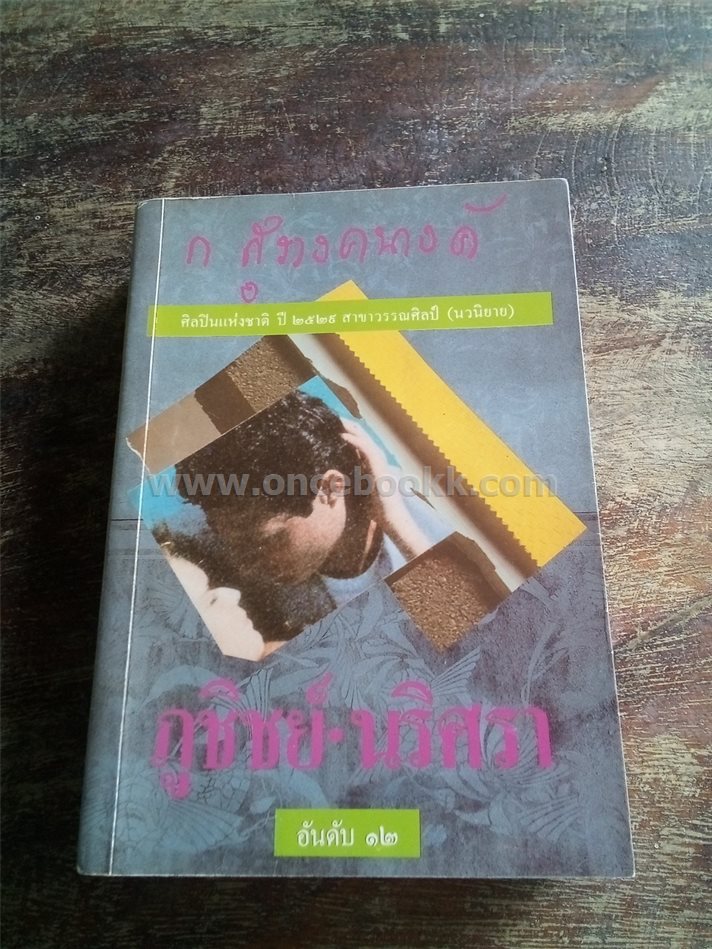 ก สุรางคนางค์
ศิลปินแห่งชาติ ปี ๒๕๒๙ สาขาวรรณศิลป์ (นวนิยาย)
www.oncebookk.com
ภูชิชย์·นริศรา
อันดับ ๑๒